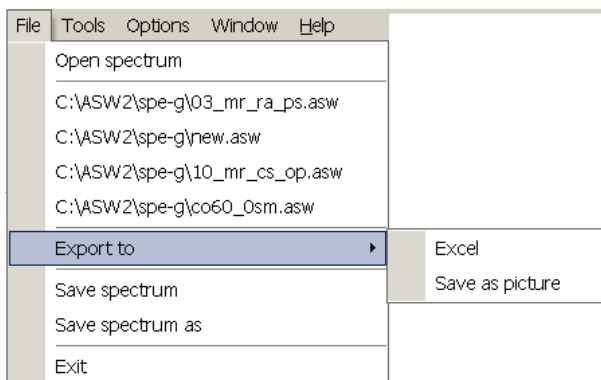 File Tools Options Window Help
Open spectrum
C:\ASW2\spe-g\03_mr_ra_ps.asw
C:\ASW2\spe-g\new.asw
C:\ASW2\spe-g\10_mr_cs_op.asw
C:\ASW2\spe-g\co60_0sm.asw
Export to
Excel
Save as picture
Save spectrum
Save spectrum as
Exit